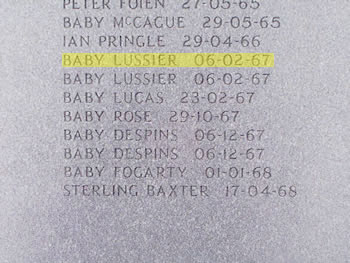 PETER FOIEN 27-05-65
BABY McCAGUE 29-05-65
IAN PRINGLE 29-04-66
BABY LUSSIER 06-02-67
BABY LUSSIER 06-02-67
BABY LUCAS 23-02-67
BABY ROSE 29-10-67
BABY DESPINS 06-12-67
BABY DESPINS 06-12-67
BABY FOGARTY 01-01-68
STERLING BAXTER 17-04-68